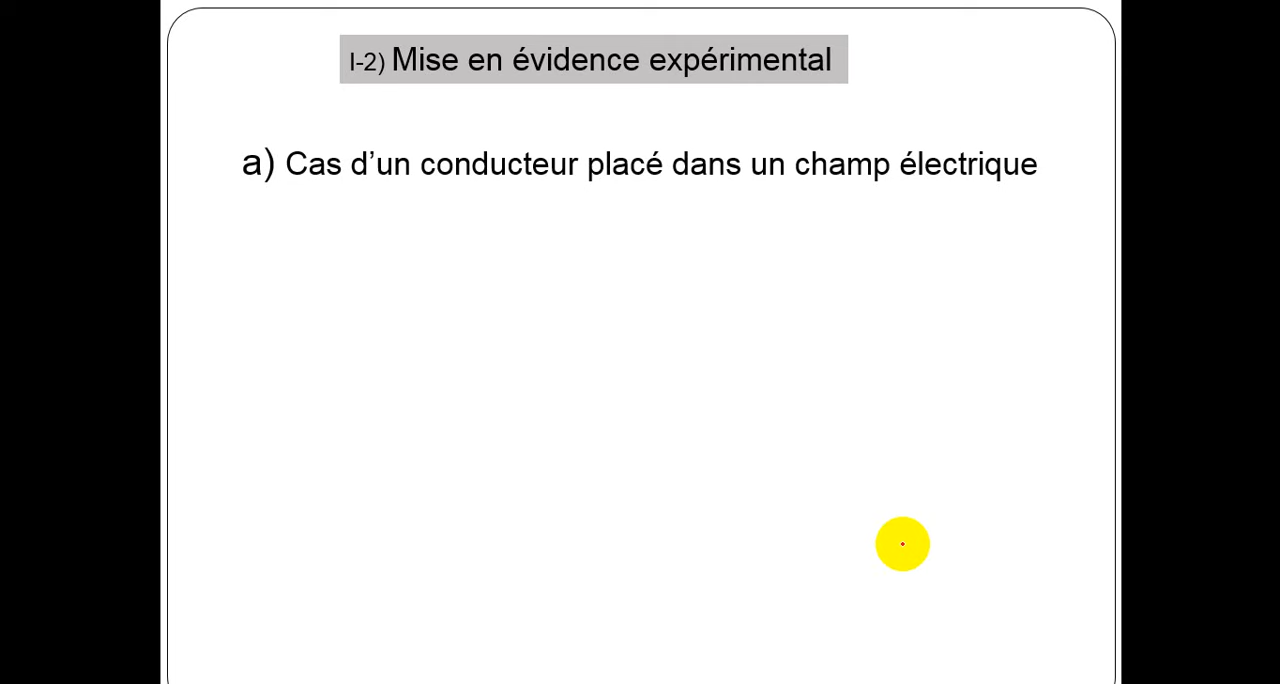 I-2) Mise en évidence expérimental
a) Cas d’un conducteur placé dans un champ électrique